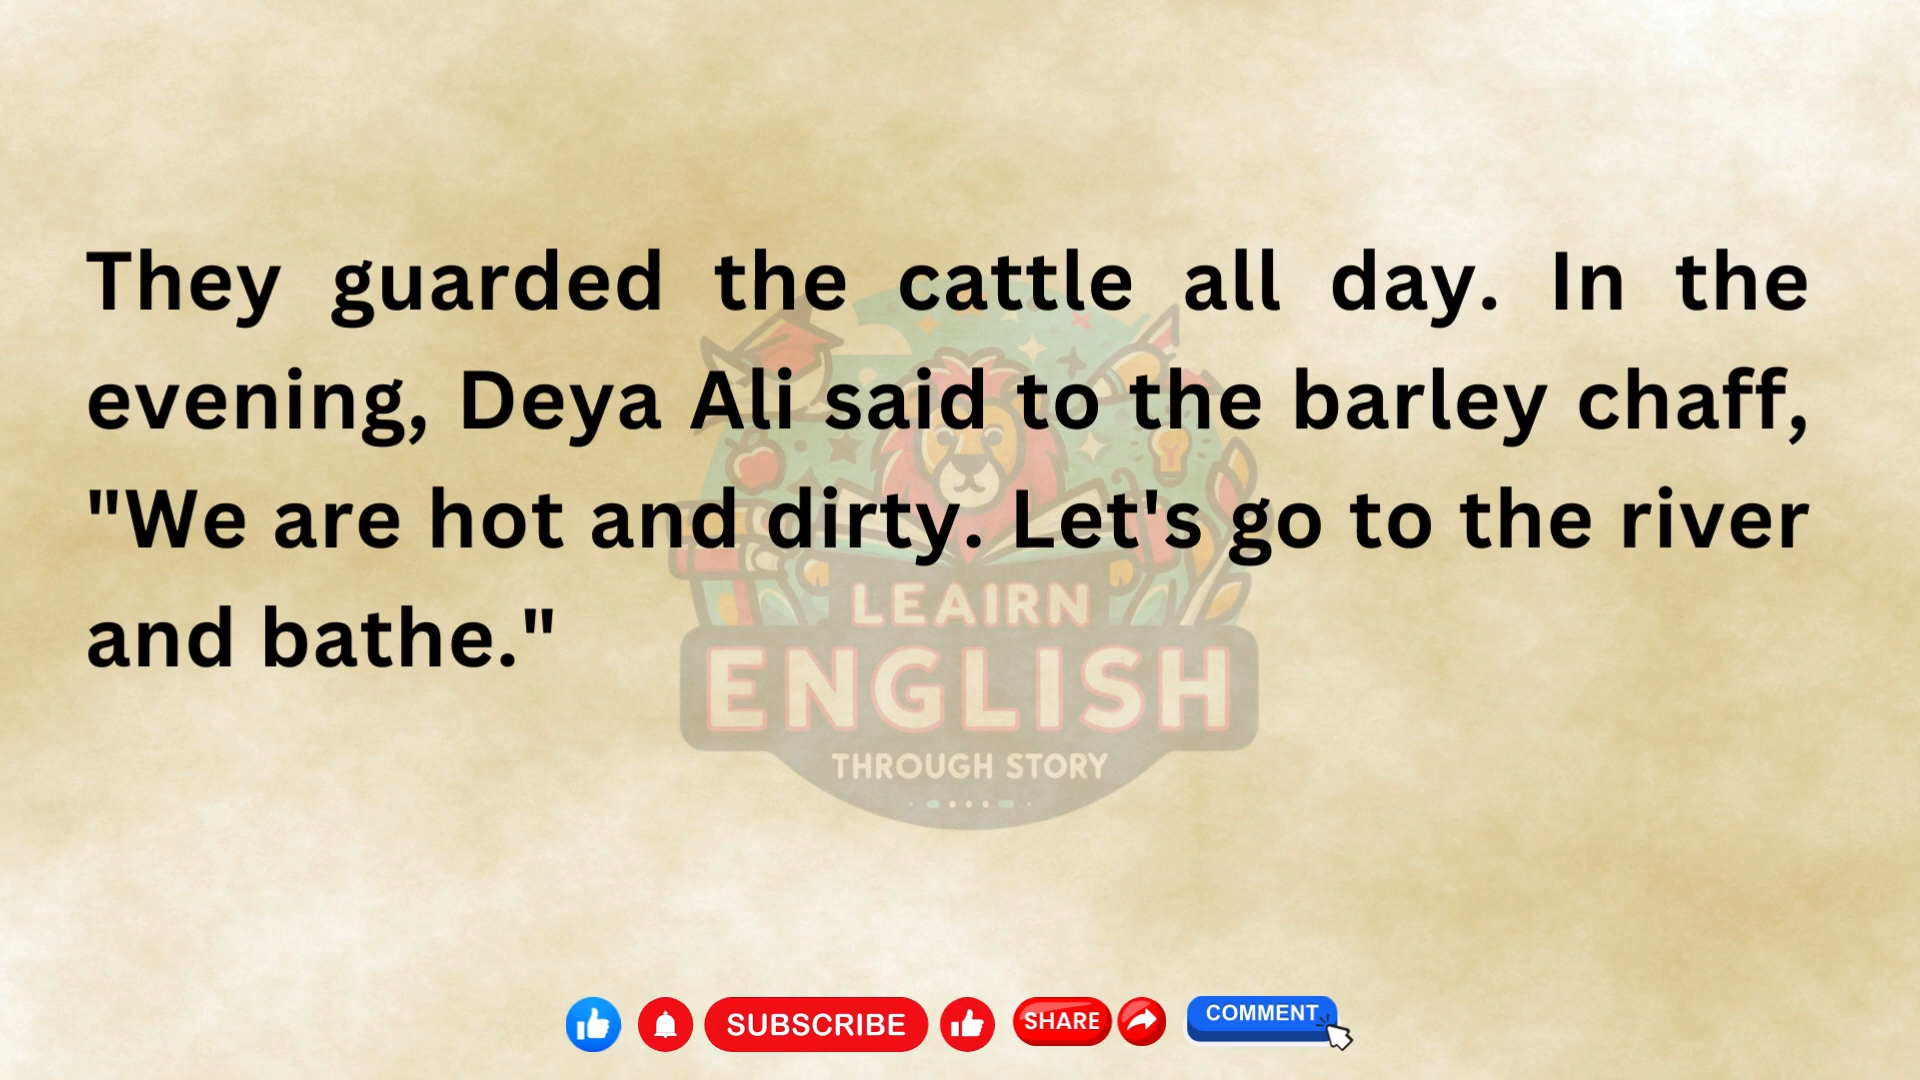 They guarded the cattle all day. In the
evening, Deya Ali said to the barley chaff,
"We are hot and dirty. Let's go to the river
and bathe."
LEAIRN
ENGLISH
THROUGH STORY
SUBSCRIBE
SHARE
COMMENT